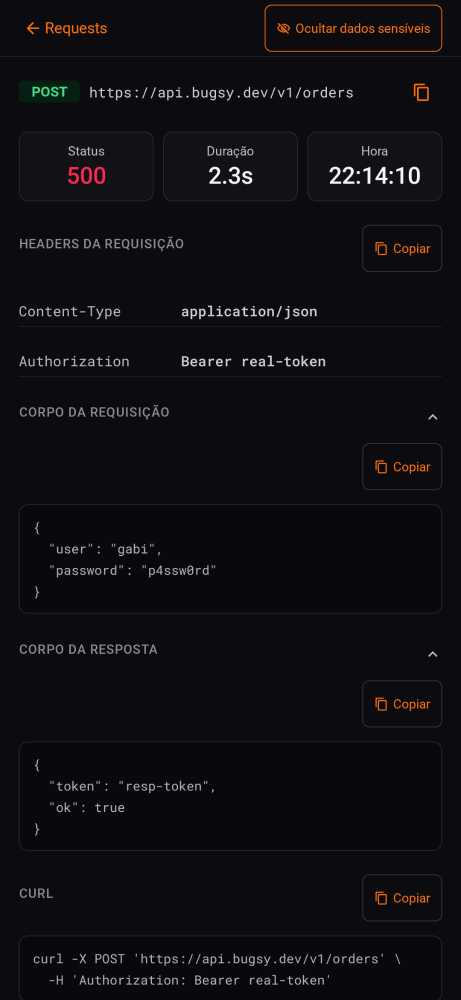 Requests
Ocultar dados sensíveis
POST https://api.bugsy.dev/v1/orders
Status
500
Duração
2.3s
Hora
22:14:10
HEADERS DA REQUISIÇÃO
Copiar
Content-Type application/json
Authorization Bearer real-token
CORPO DA REQUISIÇÃO
Copiar
{
  "user": "gabi",
  "password": "p4ssw0rd"
}
CORPO DA RESPOSTA
Copiar
{
  "token": "resp-token",
  "ok": true
}
CURL
Copiar
curl -X POST 'https://api.bugsy.dev/v1/orders' \
  -H 'Authorization: Bearer real-token'